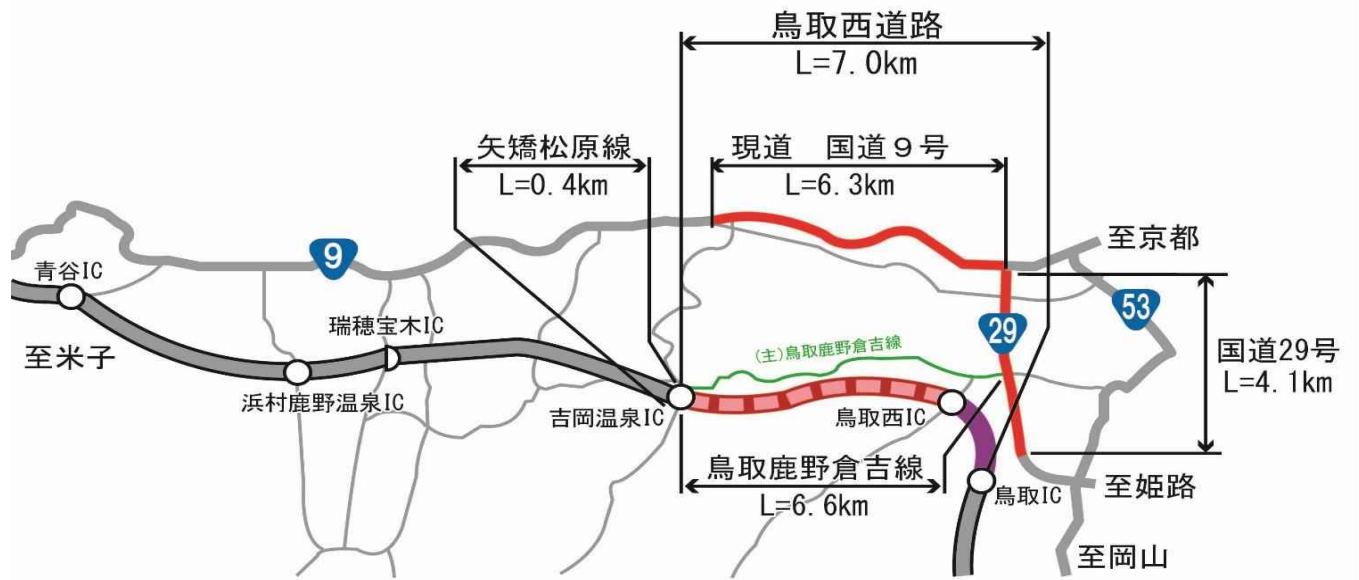 鳥取西道路
L=7.0km
矢矯松原線
L=0.4km
現道 国道9号
L=6.3km
至京都
9
青谷IC
53
瑞穂宝木IC
29
至米子
(主)鳥取鹿野倉吉線
国道29号
L=4.1km
浜村鹿野温泉IC
吉岡温泉IC
鳥取西IC
鳥取鹿野倉吉線
L=6.6km
鳥取IC
至姫路
至岡山